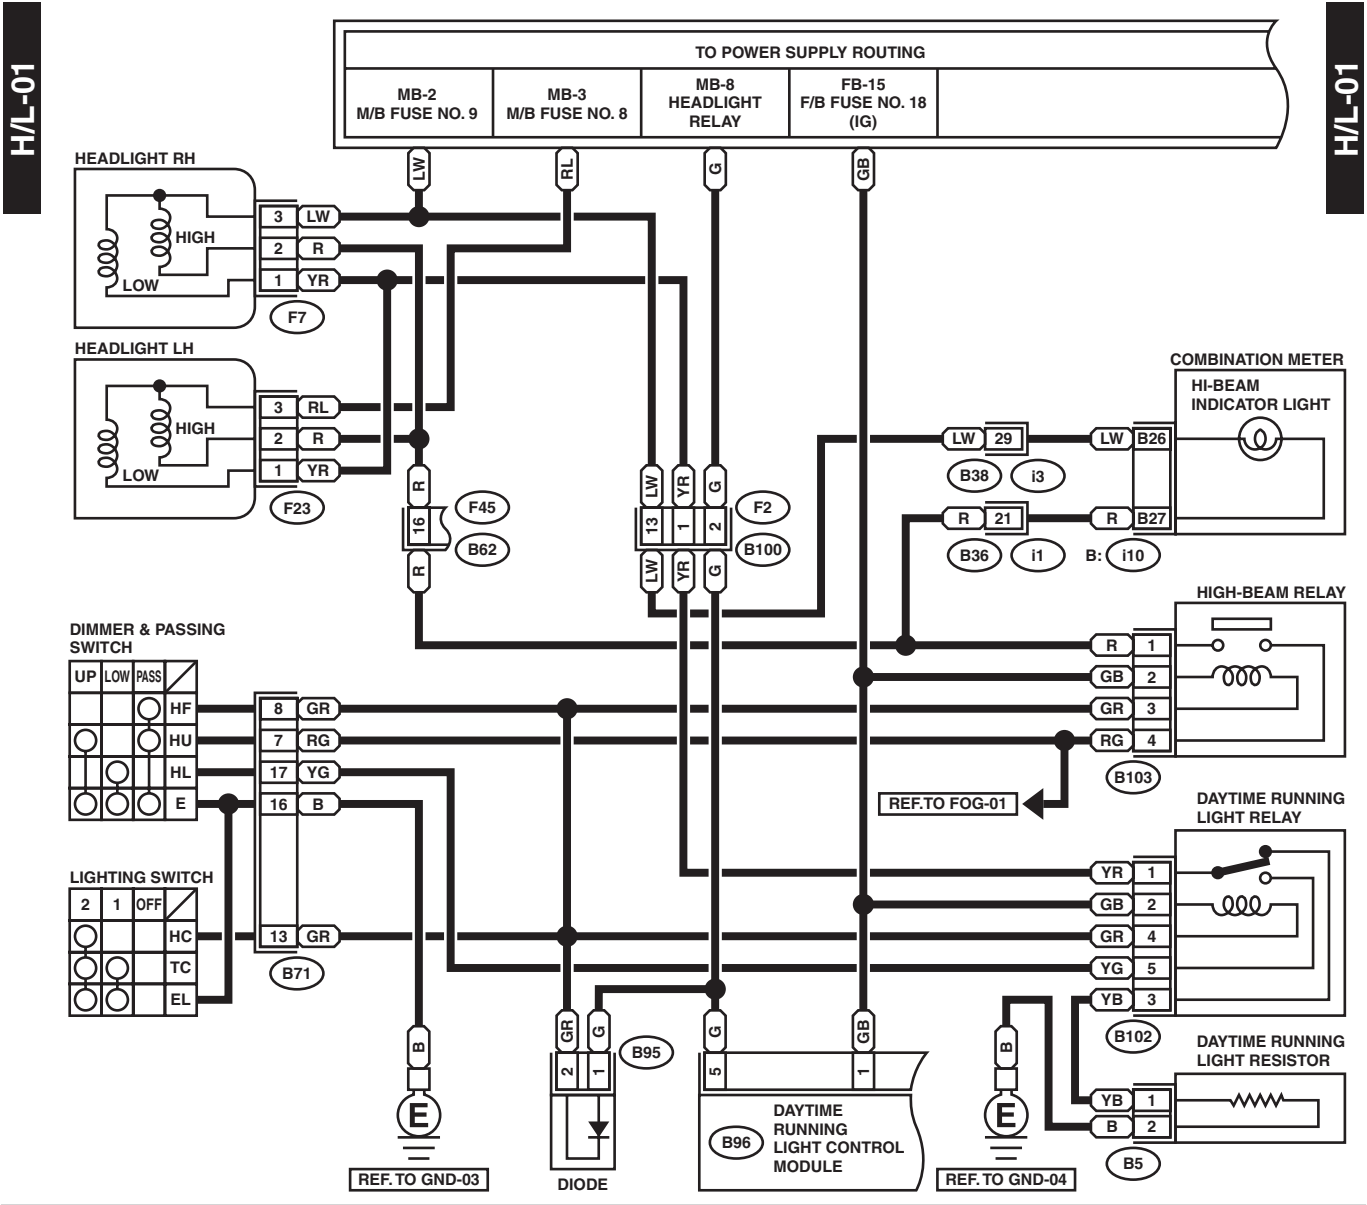 H/L-01
H/L-01
TO POWER SUPPLY ROUTING
MB-2
M/B FUSE NO. 9
MB-3
M/B FUSE NO. 8
MB-8
HEADLIGHT
RELAY
FB-15
F/B FUSE NO. 18
(IG)
LW
RL
G
GB
HEADLIGHT RH
HIGH
LOW
3 LW
2 R
1 YR
F7
HEADLIGHT LH
HIGH
LOW
3 RL
2 R
1 YR
F23
R
16
R
F45
B62
LW YR G
13 1 2
LW YR G
F2
B100
COMBINATION METER
HI-BEAM
INDICATOR LIGHT
LW 29 LW B26
B38 i3
R 21 R B27
B36 i1 B: i10
HIGH-BEAM RELAY
R 1
GB 2
GR 3
RG 4
B103
REF.TO FOG-01
DIMMER & PASSING
SWITCH
UP LOW PASS
HF
HU
HL
E
8 GR
7 RG
17 YG
16 B
13 GR
B71
LIGHTING SWITCH
2 1 OFF
HC
TC
EL
DAYTIME RUNNING
LIGHT RELAY
YR 1
GB 2
GR 4
YG 5
YB 3
B102
DAYTIME RUNNING
LIGHT RESISTOR
YB 1
B 2
B5
B
E
REF. TO GND-03
GR G
2 1
B95
DIODE
G GB
5 1
B96
DAYTIME
RUNNING
LIGHT CONTROL
MODULE
B
E
REF. TO GND-04